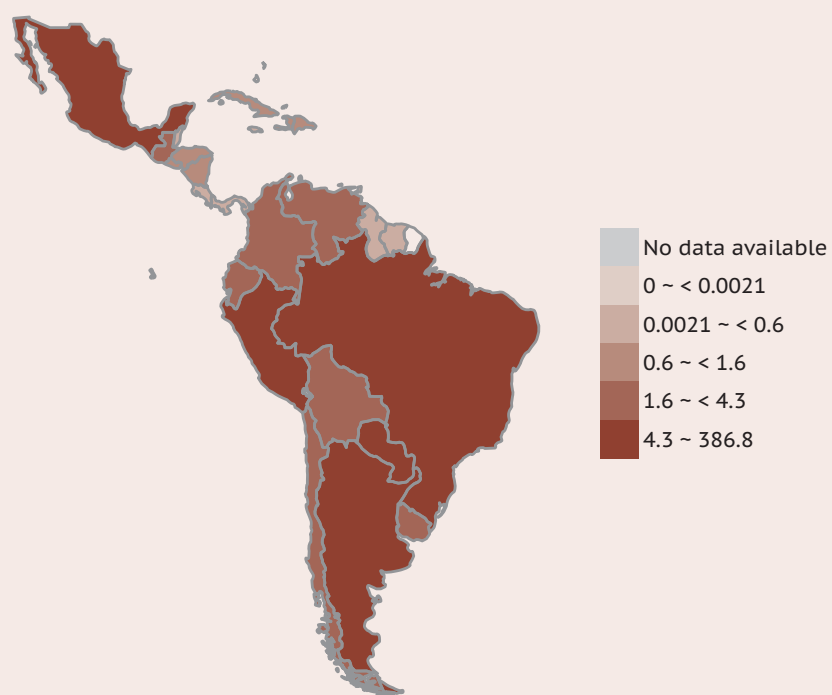 No data available
0 ~ < 0.0021
0.0021 ~ < 0.6
0.6 ~ < 1.6
1.6 ~ < 4.3
4.3 ~ 386.8